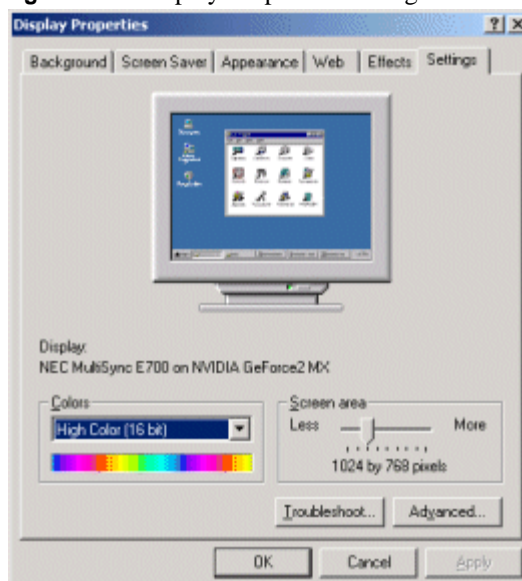 Display Properties
Background Screen Saver Appearance Web Effects Settings
Display:
NEC MultiSync E700 on NVIDIA GeForce2 MX
Colors
High Color (16 bit)
Screen area
Less More
1024 by 768 pixels
Troubleshoot... Advanced...
OK Cancel Apply